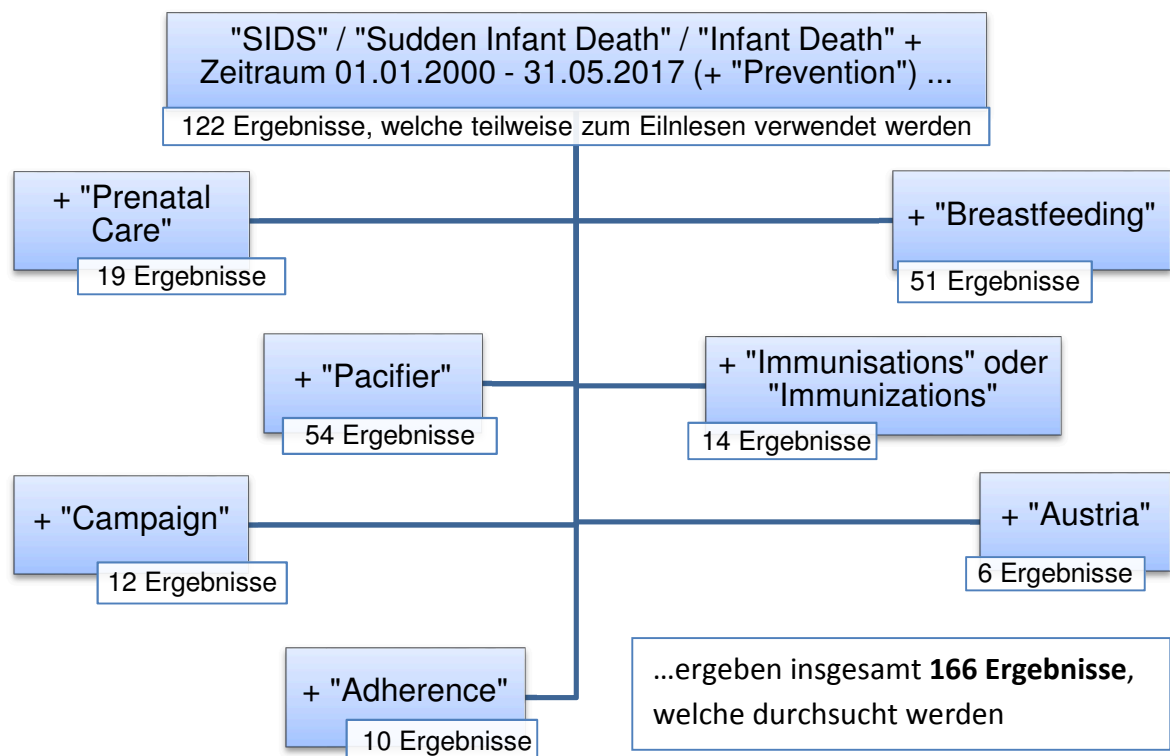 "SIDS" / "Sudden Infant Death" / "Infant Death" +
Zeitraum 01.01.2000 - 31.05.2017 (+ "Prevention") ...
122 Ergebnisse, welche teilweise zum Eilnlesen verwendet werden
+ "Prenatal
Care"
19 Ergebnisse
+ "Breastfeeding"
51 Ergebnisse
+ "Pacifier"
54 Ergebnisse
+ "Immunisations" oder
"Immunizations"
14 Ergebnisse
+ "Campaign"
12 Ergebnisse
+ "Austria"
6 Ergebnisse
+ "Adherence"
10 Ergebnisse
...ergeben insgesamt 166 Ergebnisse,
welche durchsucht werden